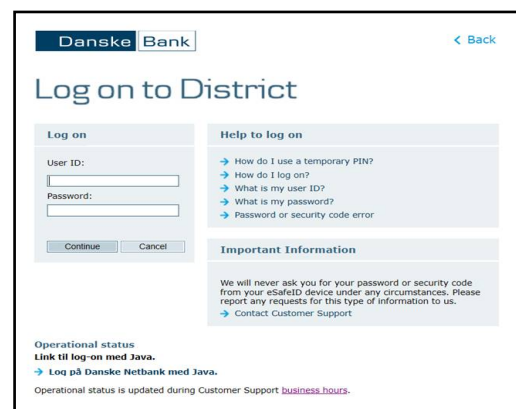 Danske Bank
Back
Log on to District
Log on
User ID:
Password:
Continue Cancel
Help to log on
How do I use a temporary PIN?
How do I log on?
What is my user ID?
What is my password?
Password or security code error
Important Information
We will never ask you for your password or security code
from your eSafeID device under any circumstances. Please
report any requests for this type of information to us.
Contact Customer Support
Operational status
Link til log-on med Java.
Log på Danske Netbank med Java.
Operational status is updated during Customer Support business hours.